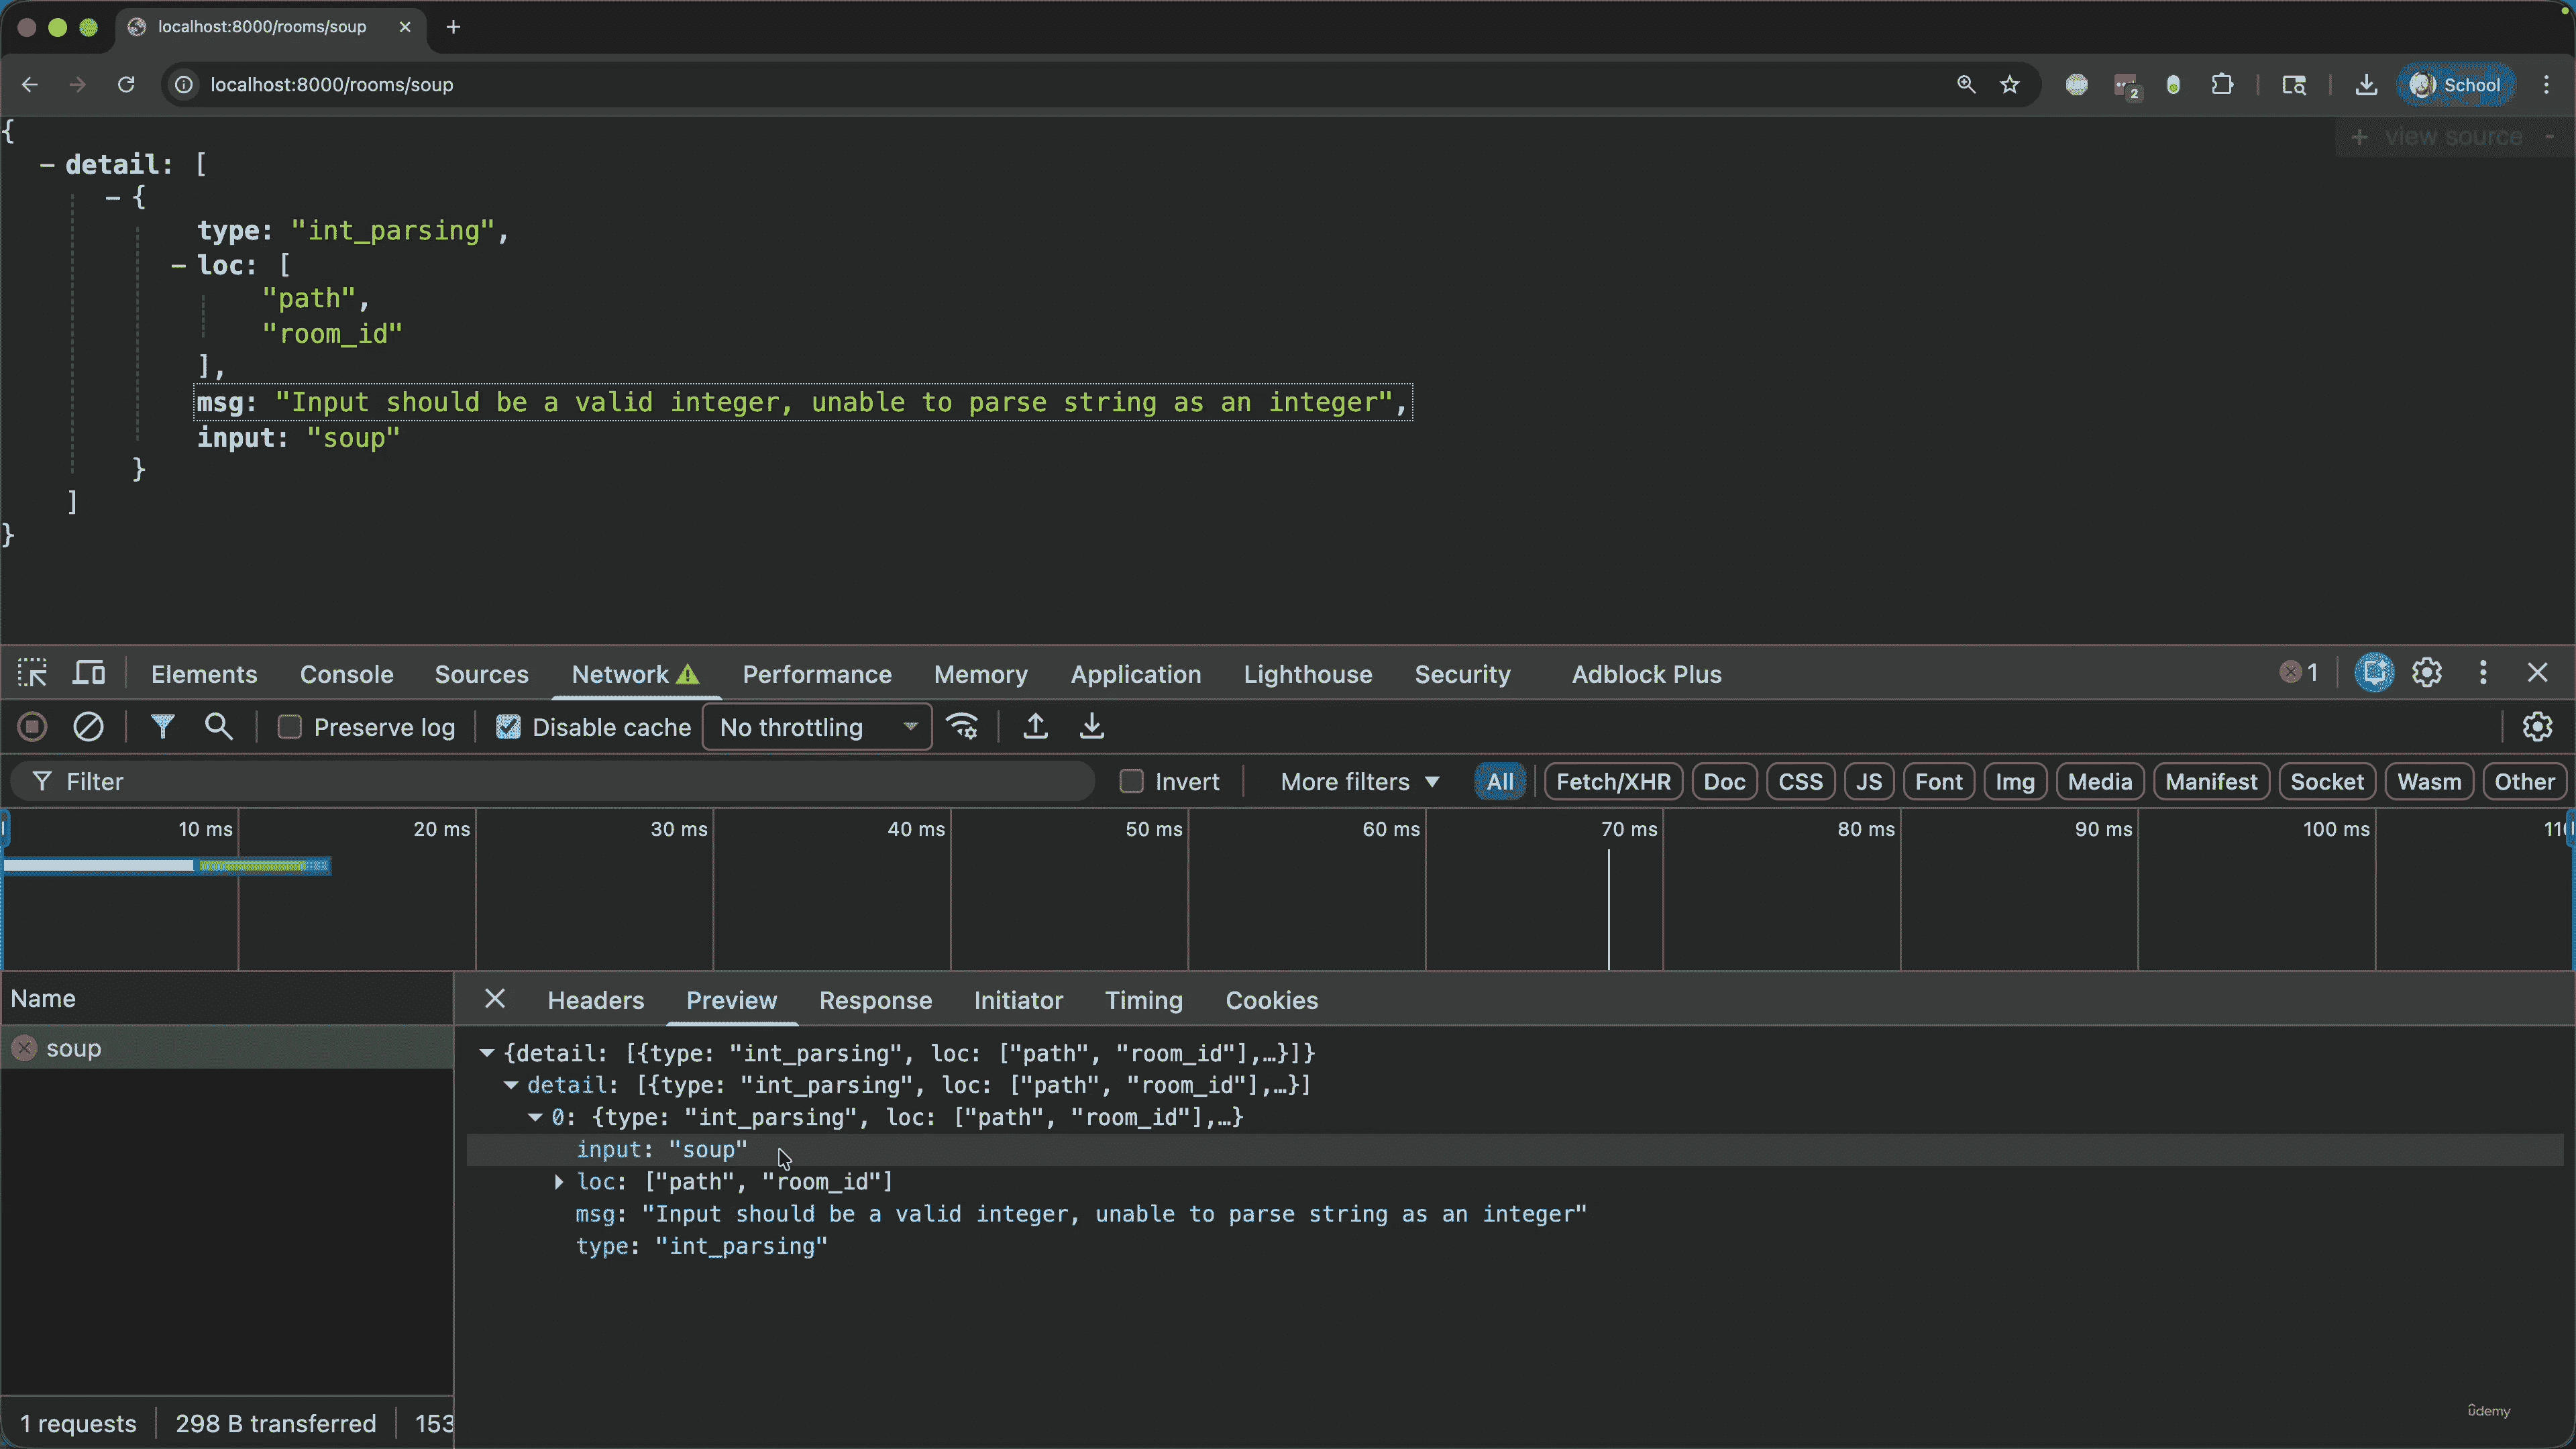 localhost:8000/rooms/soup
localhost:8000/rooms/soup
2
School
{
+ view source -
– detail: [
– {
type: "int_parsing",
– loc: [
"path",
"room_id"
],
msg: "Input should be a valid integer, unable to parse string as an integer",
input: "soup"
}
]
}
Elements Console Sources Network Performance Memory Application Lighthouse Security Adblock Plus 1
Preserve log Disable cache No throttling
Filter Invert More filters All Fetch/XHR Doc CSS JS Font Img Media Manifest Socket Wasm Other
10 ms 20 ms 30 ms 40 ms 50 ms 60 ms 70 ms 80 ms 90 ms 100 ms 110
Name Headers Preview Response Initiator Timing Cookies
soup
{detail: [{type: "int_parsing", loc: ["path", "room_id"],…}]}
detail: [{type: "int_parsing", loc: ["path", "room_id"],…}]
0: {type: "int_parsing", loc: ["path", "room_id"],…}
input: "soup"
loc: ["path", "room_id"]
msg: "Input should be a valid integer, unable to parse string as an integer"
type: "int_parsing"
1 requests 298 B transferred 153
ûdemy